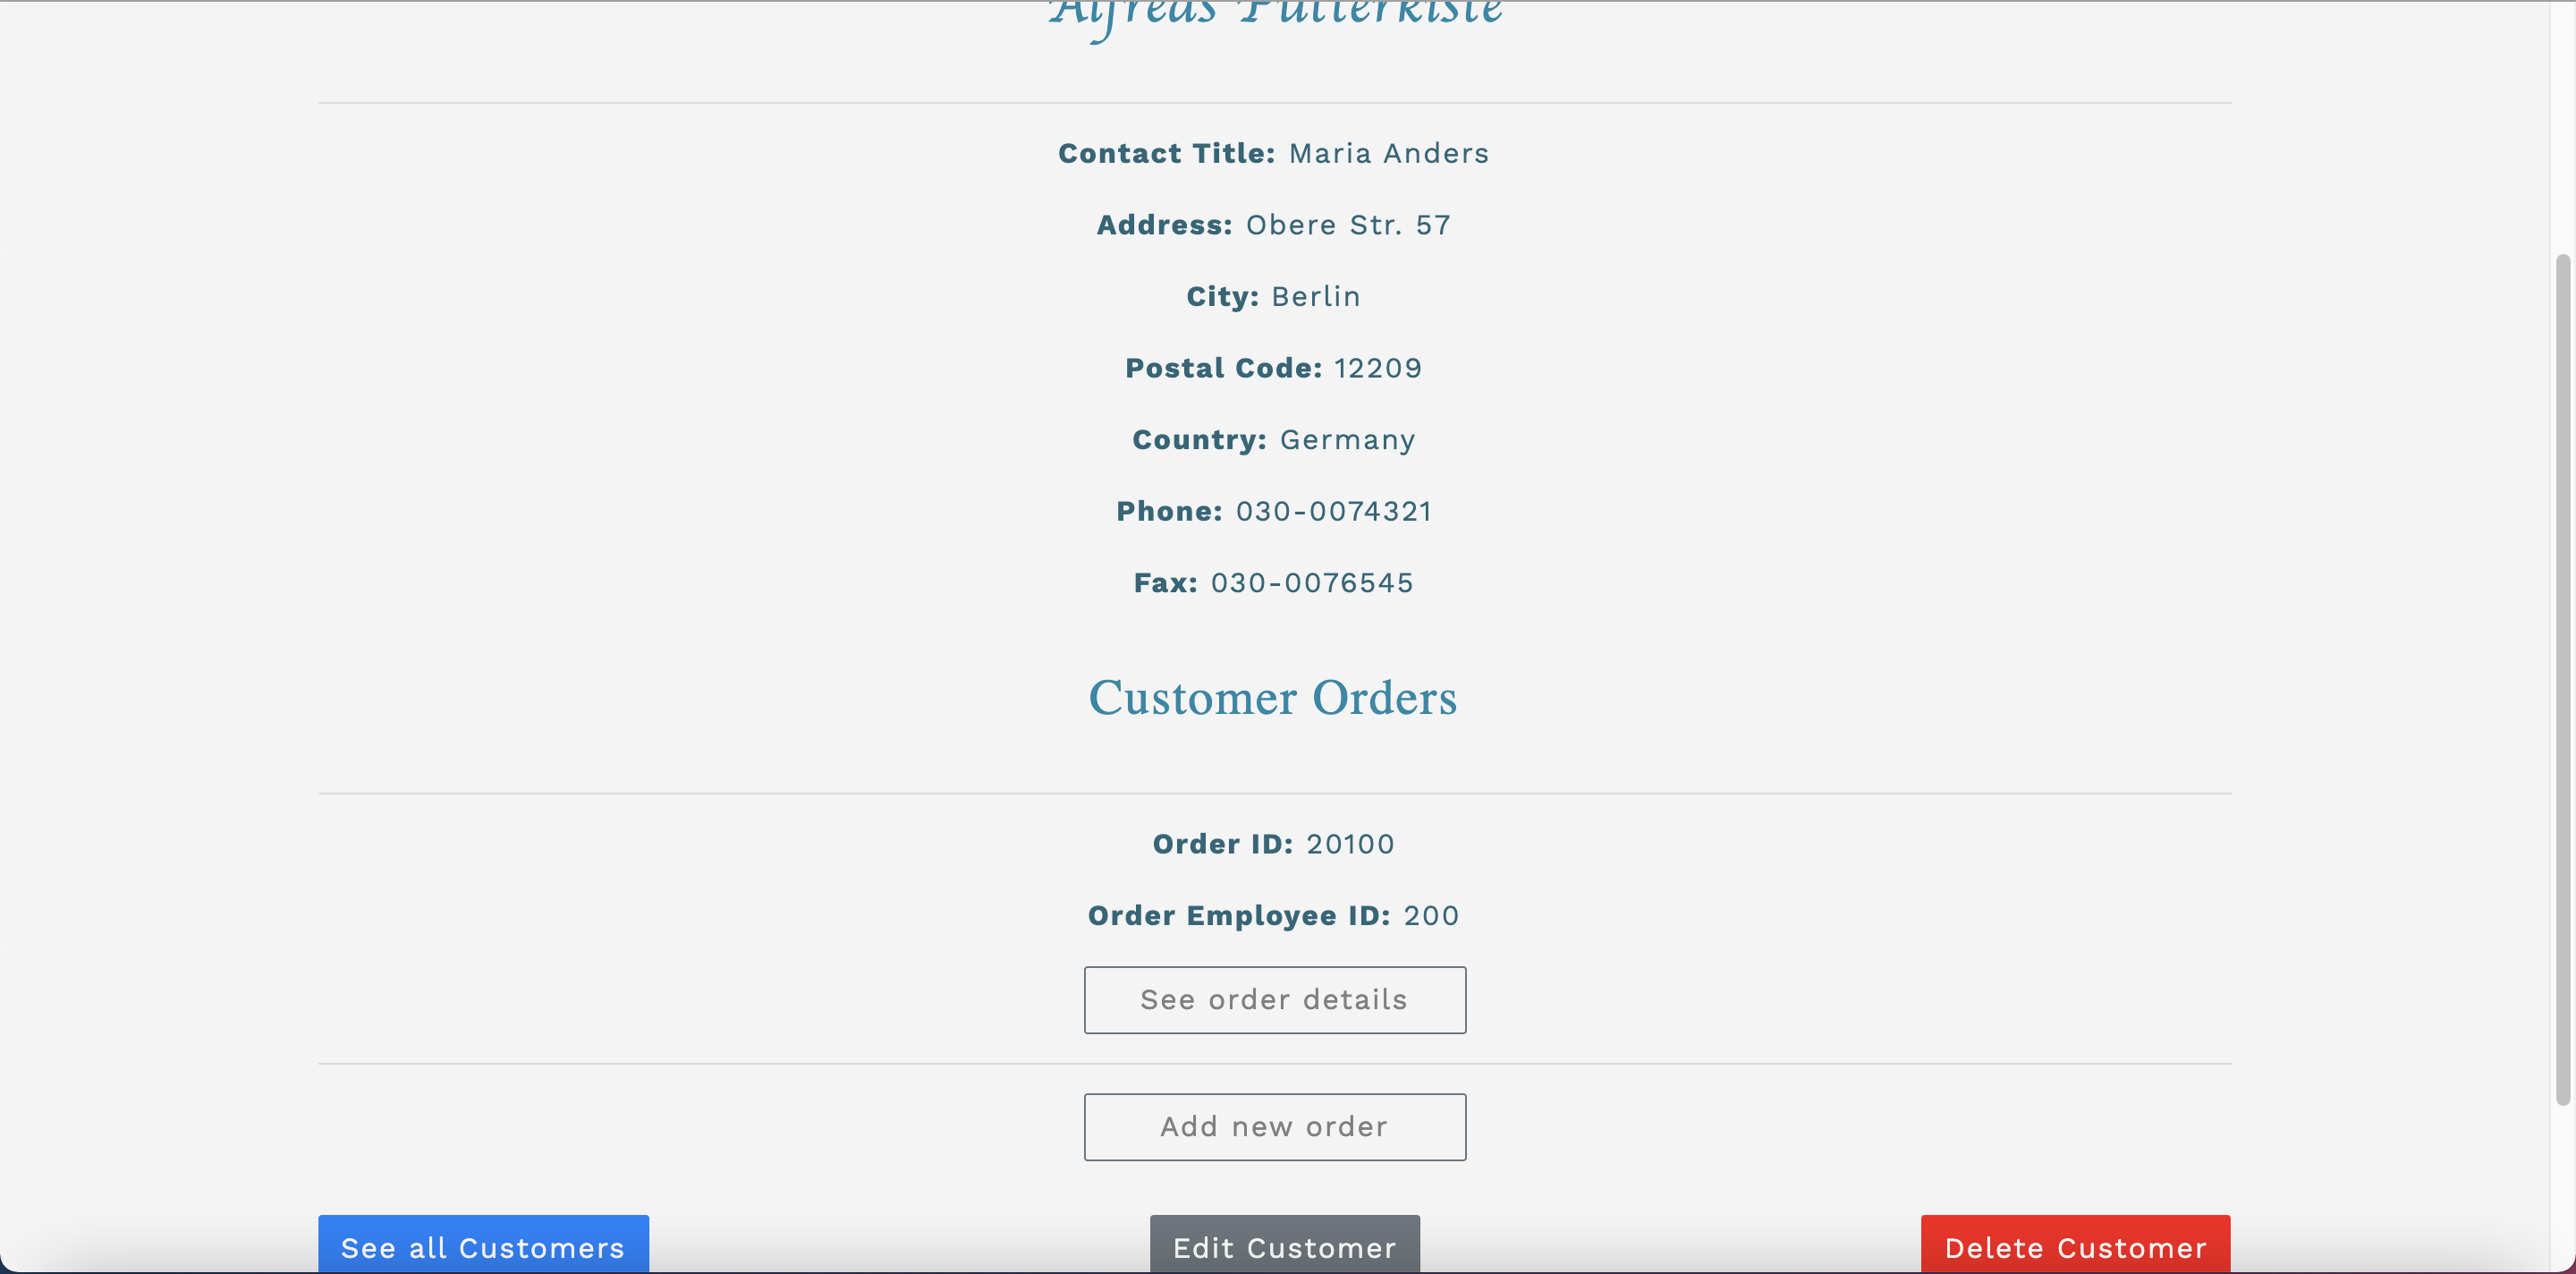 Alfreds Futterkiste
Contact Title: Maria Anders
Address: Obere Str. 57
City: Berlin
Postal Code: 12209
Country: Germany
Phone: 030-0074321
Fax: 030-0076545
Customer Orders
Order ID: 20100
Order Employee ID: 200
See order details
Add new order
See all Customers
Edit Customer
Delete Customer